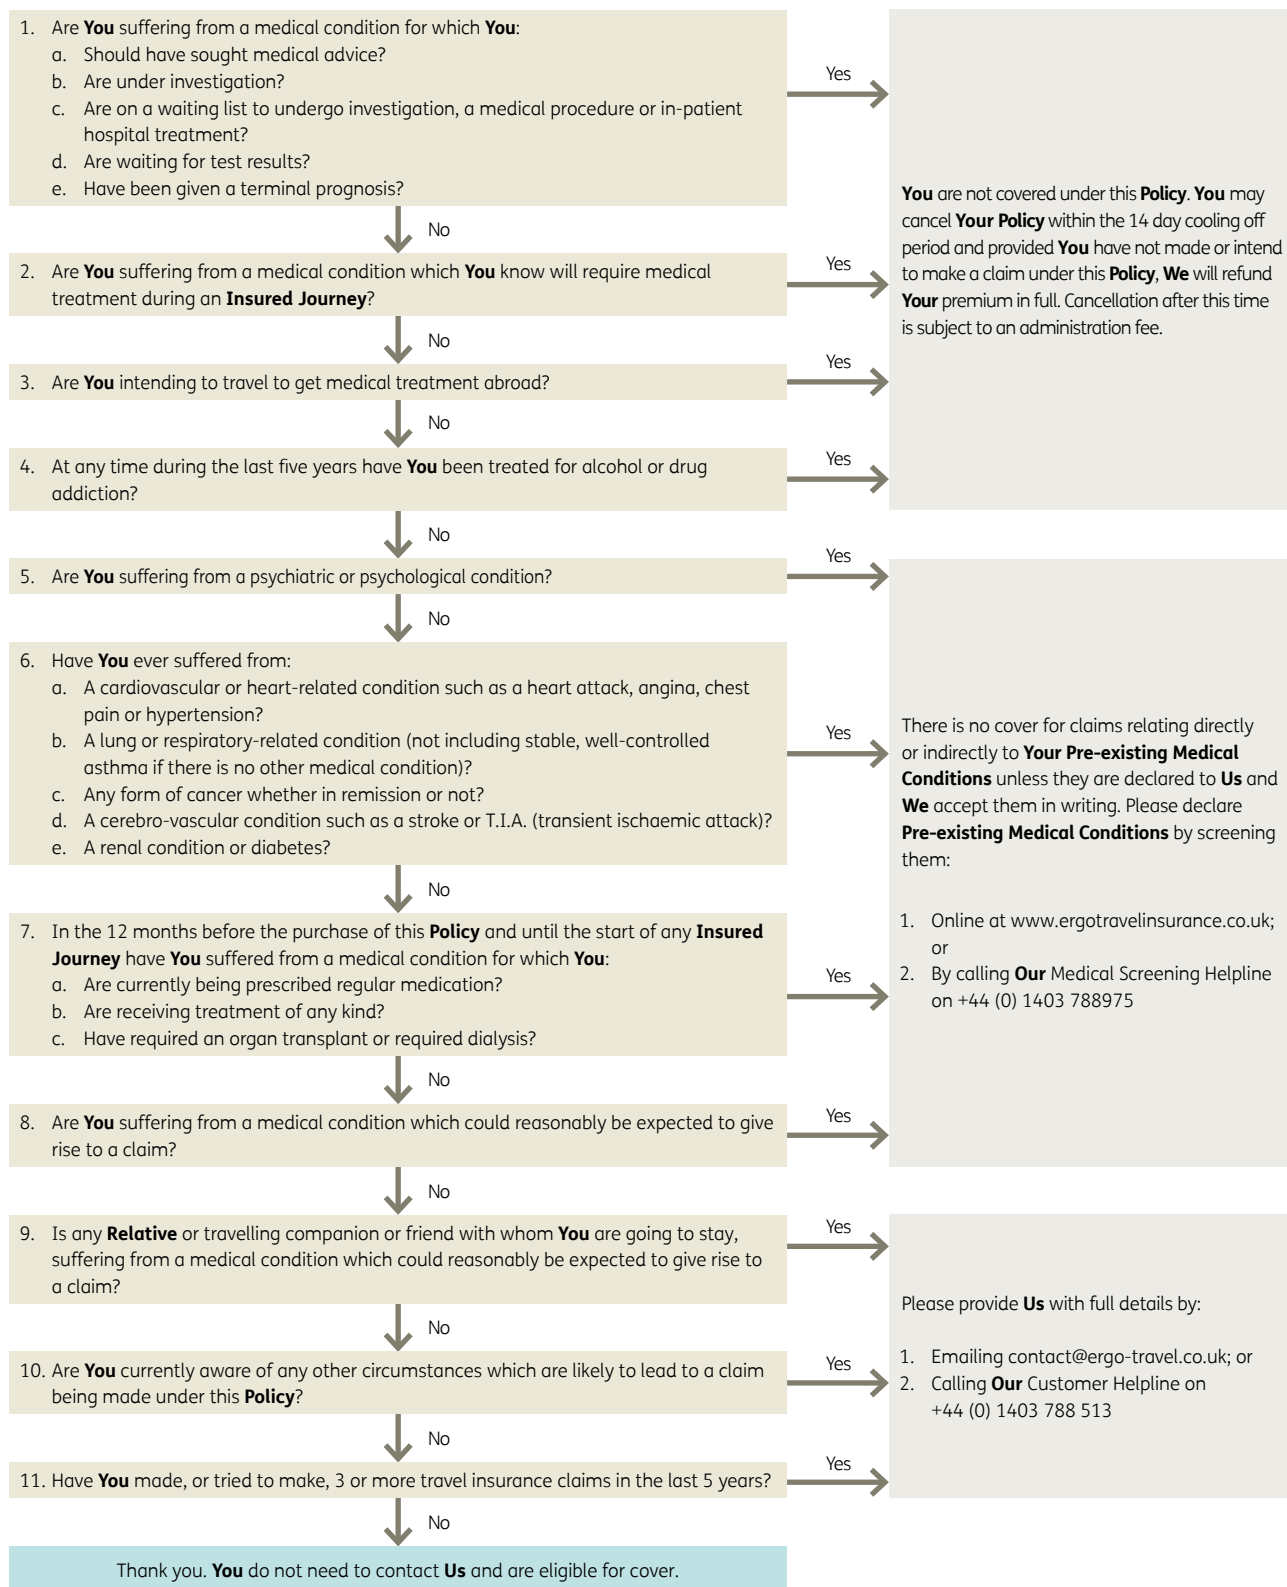 1. Are You suffering from a medical condition for which You:
a. Should have sought medical advice?
b. Are under investigation?
c. Are on a waiting list to undergo investigation, a medical procedure or in-patient
hospital treatment?
d. Are waiting for test results?
e. Have been given a terminal prognosis?
Yes
No
2. Are You suffering from a medical condition which You know will require medical
treatment during an Insured Journey?
Yes
No
3. Are You intending to travel to get medical treatment abroad?
Yes
No
4. At any time during the last five years have You been treated for alcohol or drug
addiction?
Yes
No
You are not covered under this Policy. You may
cancel Your Policy within the 14 day cooling off
period and provided You have not made or intend
to make a claim under this Policy, We will refund
Your premium in full. Cancellation after this time
is subject to an administration fee.
5. Are You suffering from a psychiatric or psychological condition?
Yes
No
6. Have You ever suffered from:
a. A cardiovascular or heart-related condition such as a heart attack, angina, chest
pain or hypertension?
b. A lung or respiratory-related condition (not including stable, well-controlled
asthma if there is no other medical condition)?
c. Any form of cancer whether in remission or not?
d. A cerebro-vascular condition such as a stroke or T.I.A. (transient ischaemic attack)?
e. A renal condition or diabetes?
Yes
No
7. In the 12 months before the purchase of this Policy and until the start of any Insured
Journey have You suffered from a medical condition for which You:
a. Are currently being prescribed regular medication?
b. Are receiving treatment of any kind?
c. Have required an organ transplant or required dialysis?
Yes
No
8. Are You suffering from a medical condition which could reasonably be expected to give
rise to a claim?
Yes
No
There is no cover for claims relating directly
or indirectly to Your Pre-existing Medical
Conditions unless they are declared to Us and
We accept them in writing. Please declare
Pre-existing Medical Conditions by screening
them:
1. Online at www.ergotravelinsurance.co.uk;
or
2. By calling Our Medical Screening Helpline
on +44 (0) 1403 788975
9. Is any Relative or travelling companion or friend with whom You are going to stay,
suffering from a medical condition which could reasonably be expected to give rise to
a claim?
Yes
No
10. Are You currently aware of any other circumstances which are likely to lead to a claim
being made under this Policy?
Yes
No
11. Have You made, or tried to make, 3 or more travel insurance claims in the last 5 years?
Yes
No
Please provide Us with full details by:
1. Emailing contact@ergo-travel.co.uk; or
2. Calling Our Customer Helpline on
+44 (0) 1403 788 513
Thank you. You do not need to contact Us and are eligible for cover.